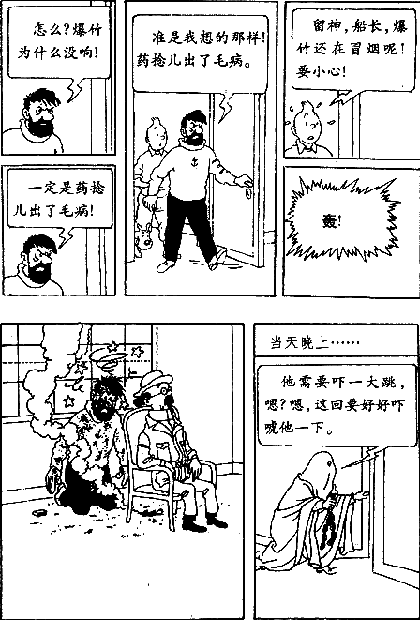 怎么?爆竹
为什么没响!
一定是药捻
儿出了毛病!
准是我想的那样!
药捻儿出了毛病。
留神,船长,爆
竹还在冒烟呢!
要小心!
轰!
当天晚上……
他需要吓一大跳,
嗯?嗯,这回要好好吓
唬他一下。